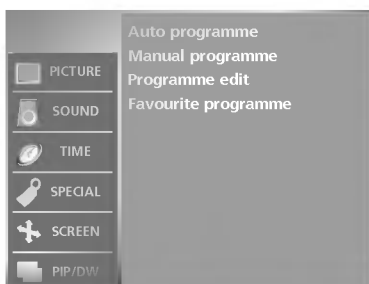 Auto programme
Manual programme
Programme edit
Favourite programme
PICTURE
SOUND
TIME
SPECIAL
SCREEN
PIP/DW